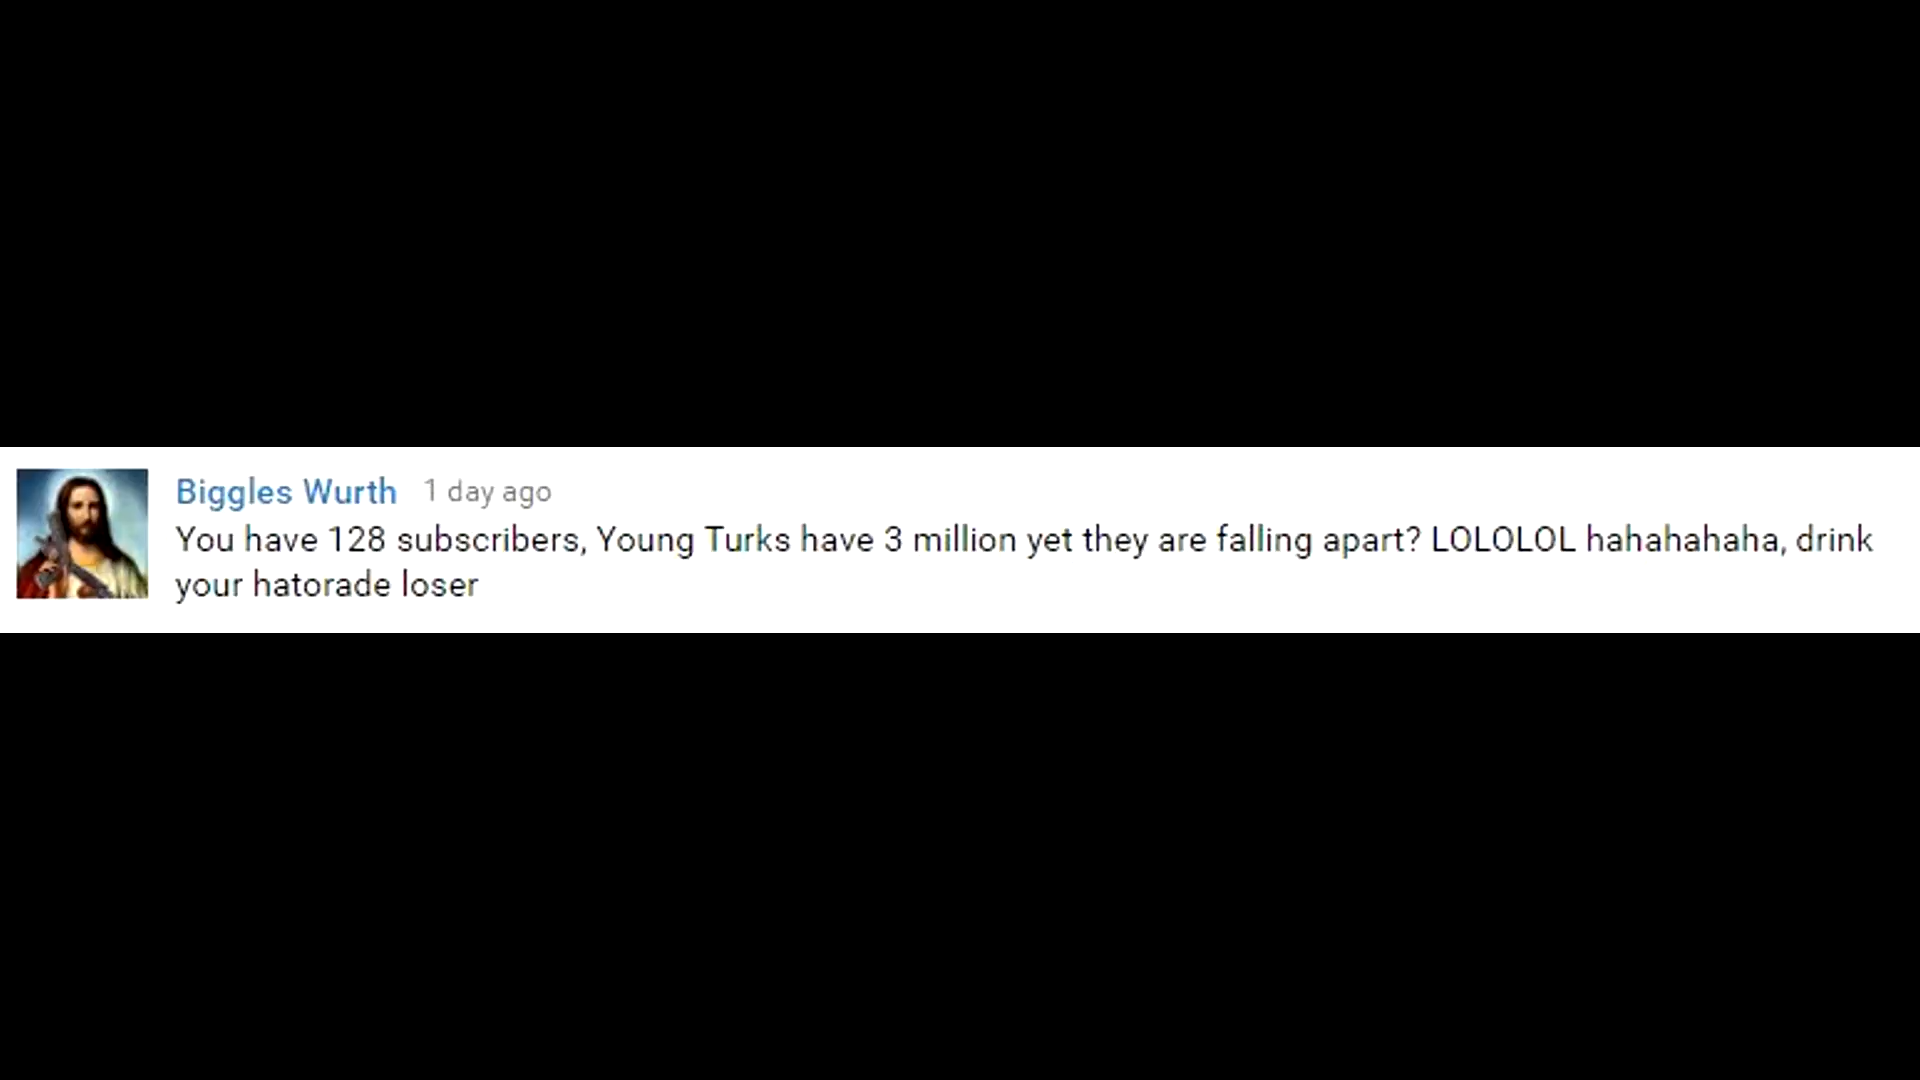 Biggles Wurth 1 day ago
You have 128 subscribers, Young Turks have 3 million yet they are falling apart? LOLOLOL hahahahaha, drink
your hatorade loser